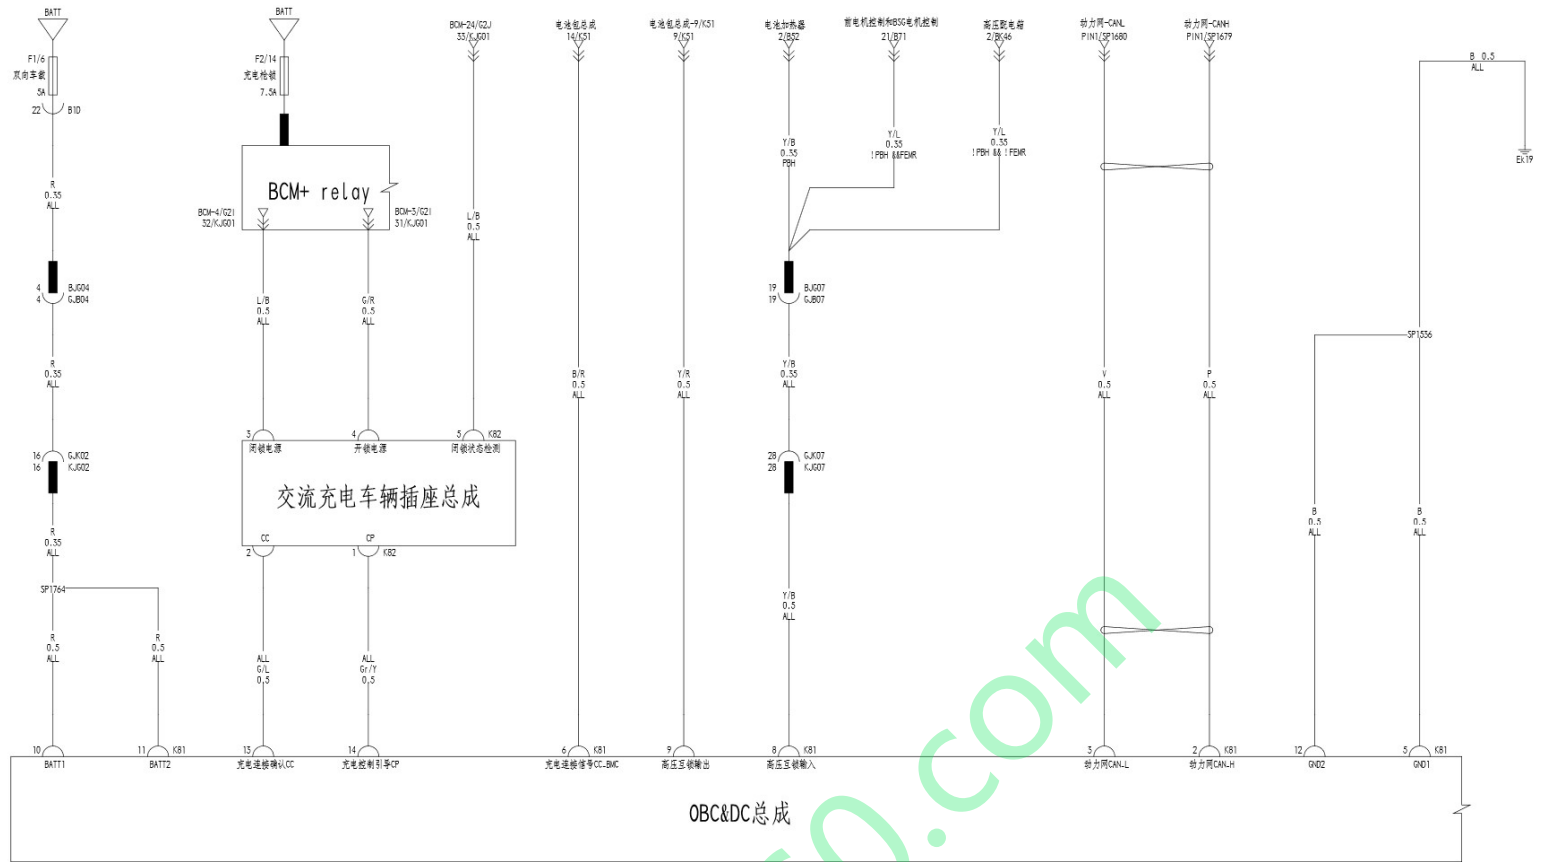 BATT
BATT
BCM-24/G2J
33/KJG01
电池包总成
14/K51
电池包总成-9/K51
9/K51
电池加热器
2/B52
前电机控制和BSG电机控制
21/B71
高压配电箱
2/BK46
动力网-CANL
PIN1/SP1680
动力网-CANH
PIN1/SP1679
F1/6
双向车载
5A
22 B1D
F2/14
充电枪锁
7.5A
B 0.5
ALL
Ek19
Y/B
0.35
PBH
Y/L
0.35
!PBH &&FEMR
Y/L
0.35
!PBH && !FEMR
BCM+ relay
R
0.35
ALL
BCM-4/G2I
32/KJG01
BCM-3/G2I
31/KJG01
L/B
0.5
ALL
4 BJG04
4 GJB04
19 BJG07
19 GJB07
L/B
0.5
ALL
G/R
0.5
ALL
SP1536
R
0.35
ALL
B/R
0.5
ALL
Y/R
0.5
ALL
Y/B
0.35
ALL
V
0.5
ALL
P
0.5
ALL
3
4
5 K82
闭锁电源
开锁电源
闭锁状态检测
16 GJK02
16 KJG02
28 GJK07
28 KJG07
交流充电车辆插座总成
CC
CP
2
1 K82
R
0.35
ALL
B
0.5
ALL
B
0.5
ALL
SP1764
Y/B
0.5
ALL
R
0.5
ALL
R
0.5
ALL
ALL
G/L
0.5
ALL
Gr/Y
0.5
10
11 K81
13
14
6 K81
9
8 K81
3
2 K81
12
5 K81
BATT1
BATT2
充电连接确认CC
充电控制引导CP
充电连接信号CC_BMC
高压互锁输出
高压互锁输入
动力网CAN_L
动力网CAN_H
GND2
GND1
OBC&DC总成